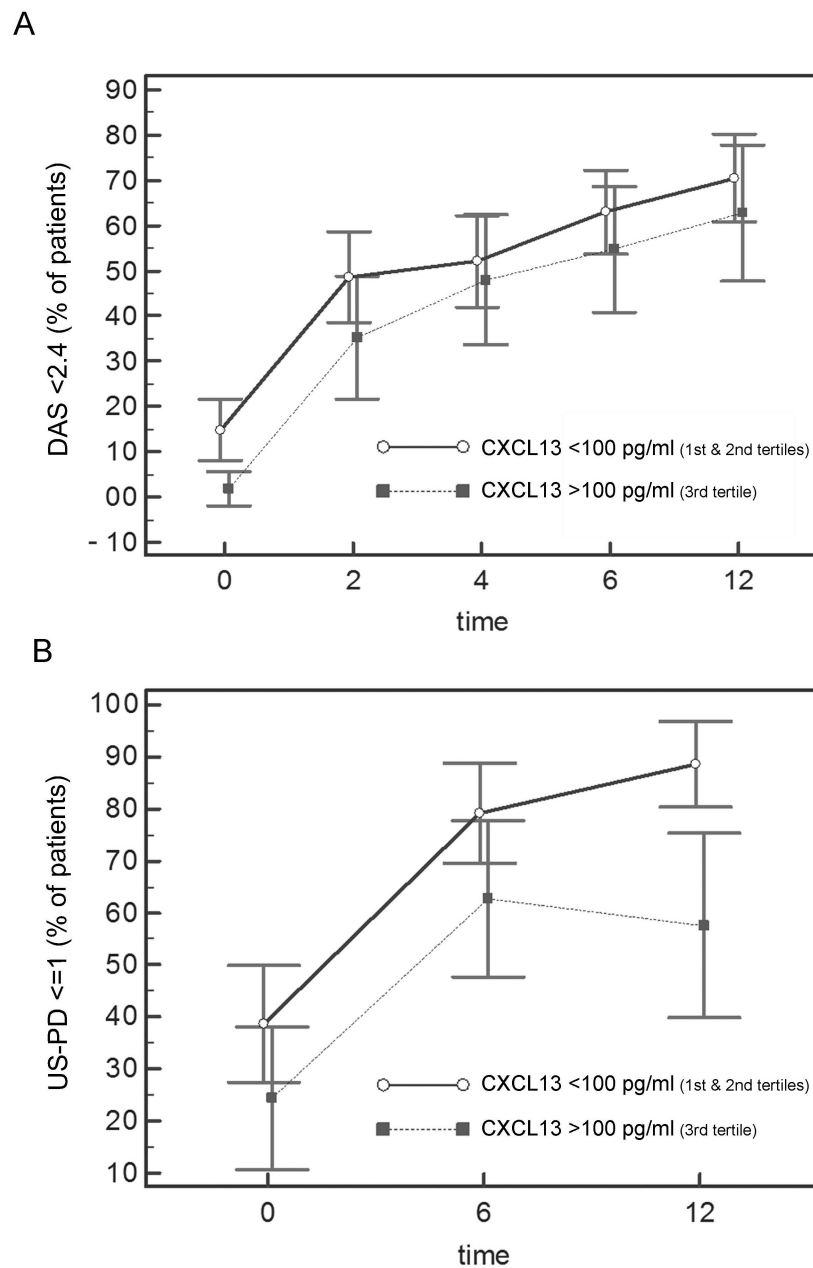 A
90
80
70
60
50
40
30
20
10
00
- 10
DAS <2.4 (% of patients)
CXCL13 <100 pg/ml (1st & 2nd tertiles)
CXCL13 >100 pg/ml (3rd tertile)
0 2 4 6 12
time
B
100
90
80
70
60
50
40
30
20
10
US-PD <=1 (% of patients)
CXCL13 <100 pg/ml (1st & 2nd tertiles)
CXCL13 >100 pg/ml (3rd tertile)
0 6 12
time